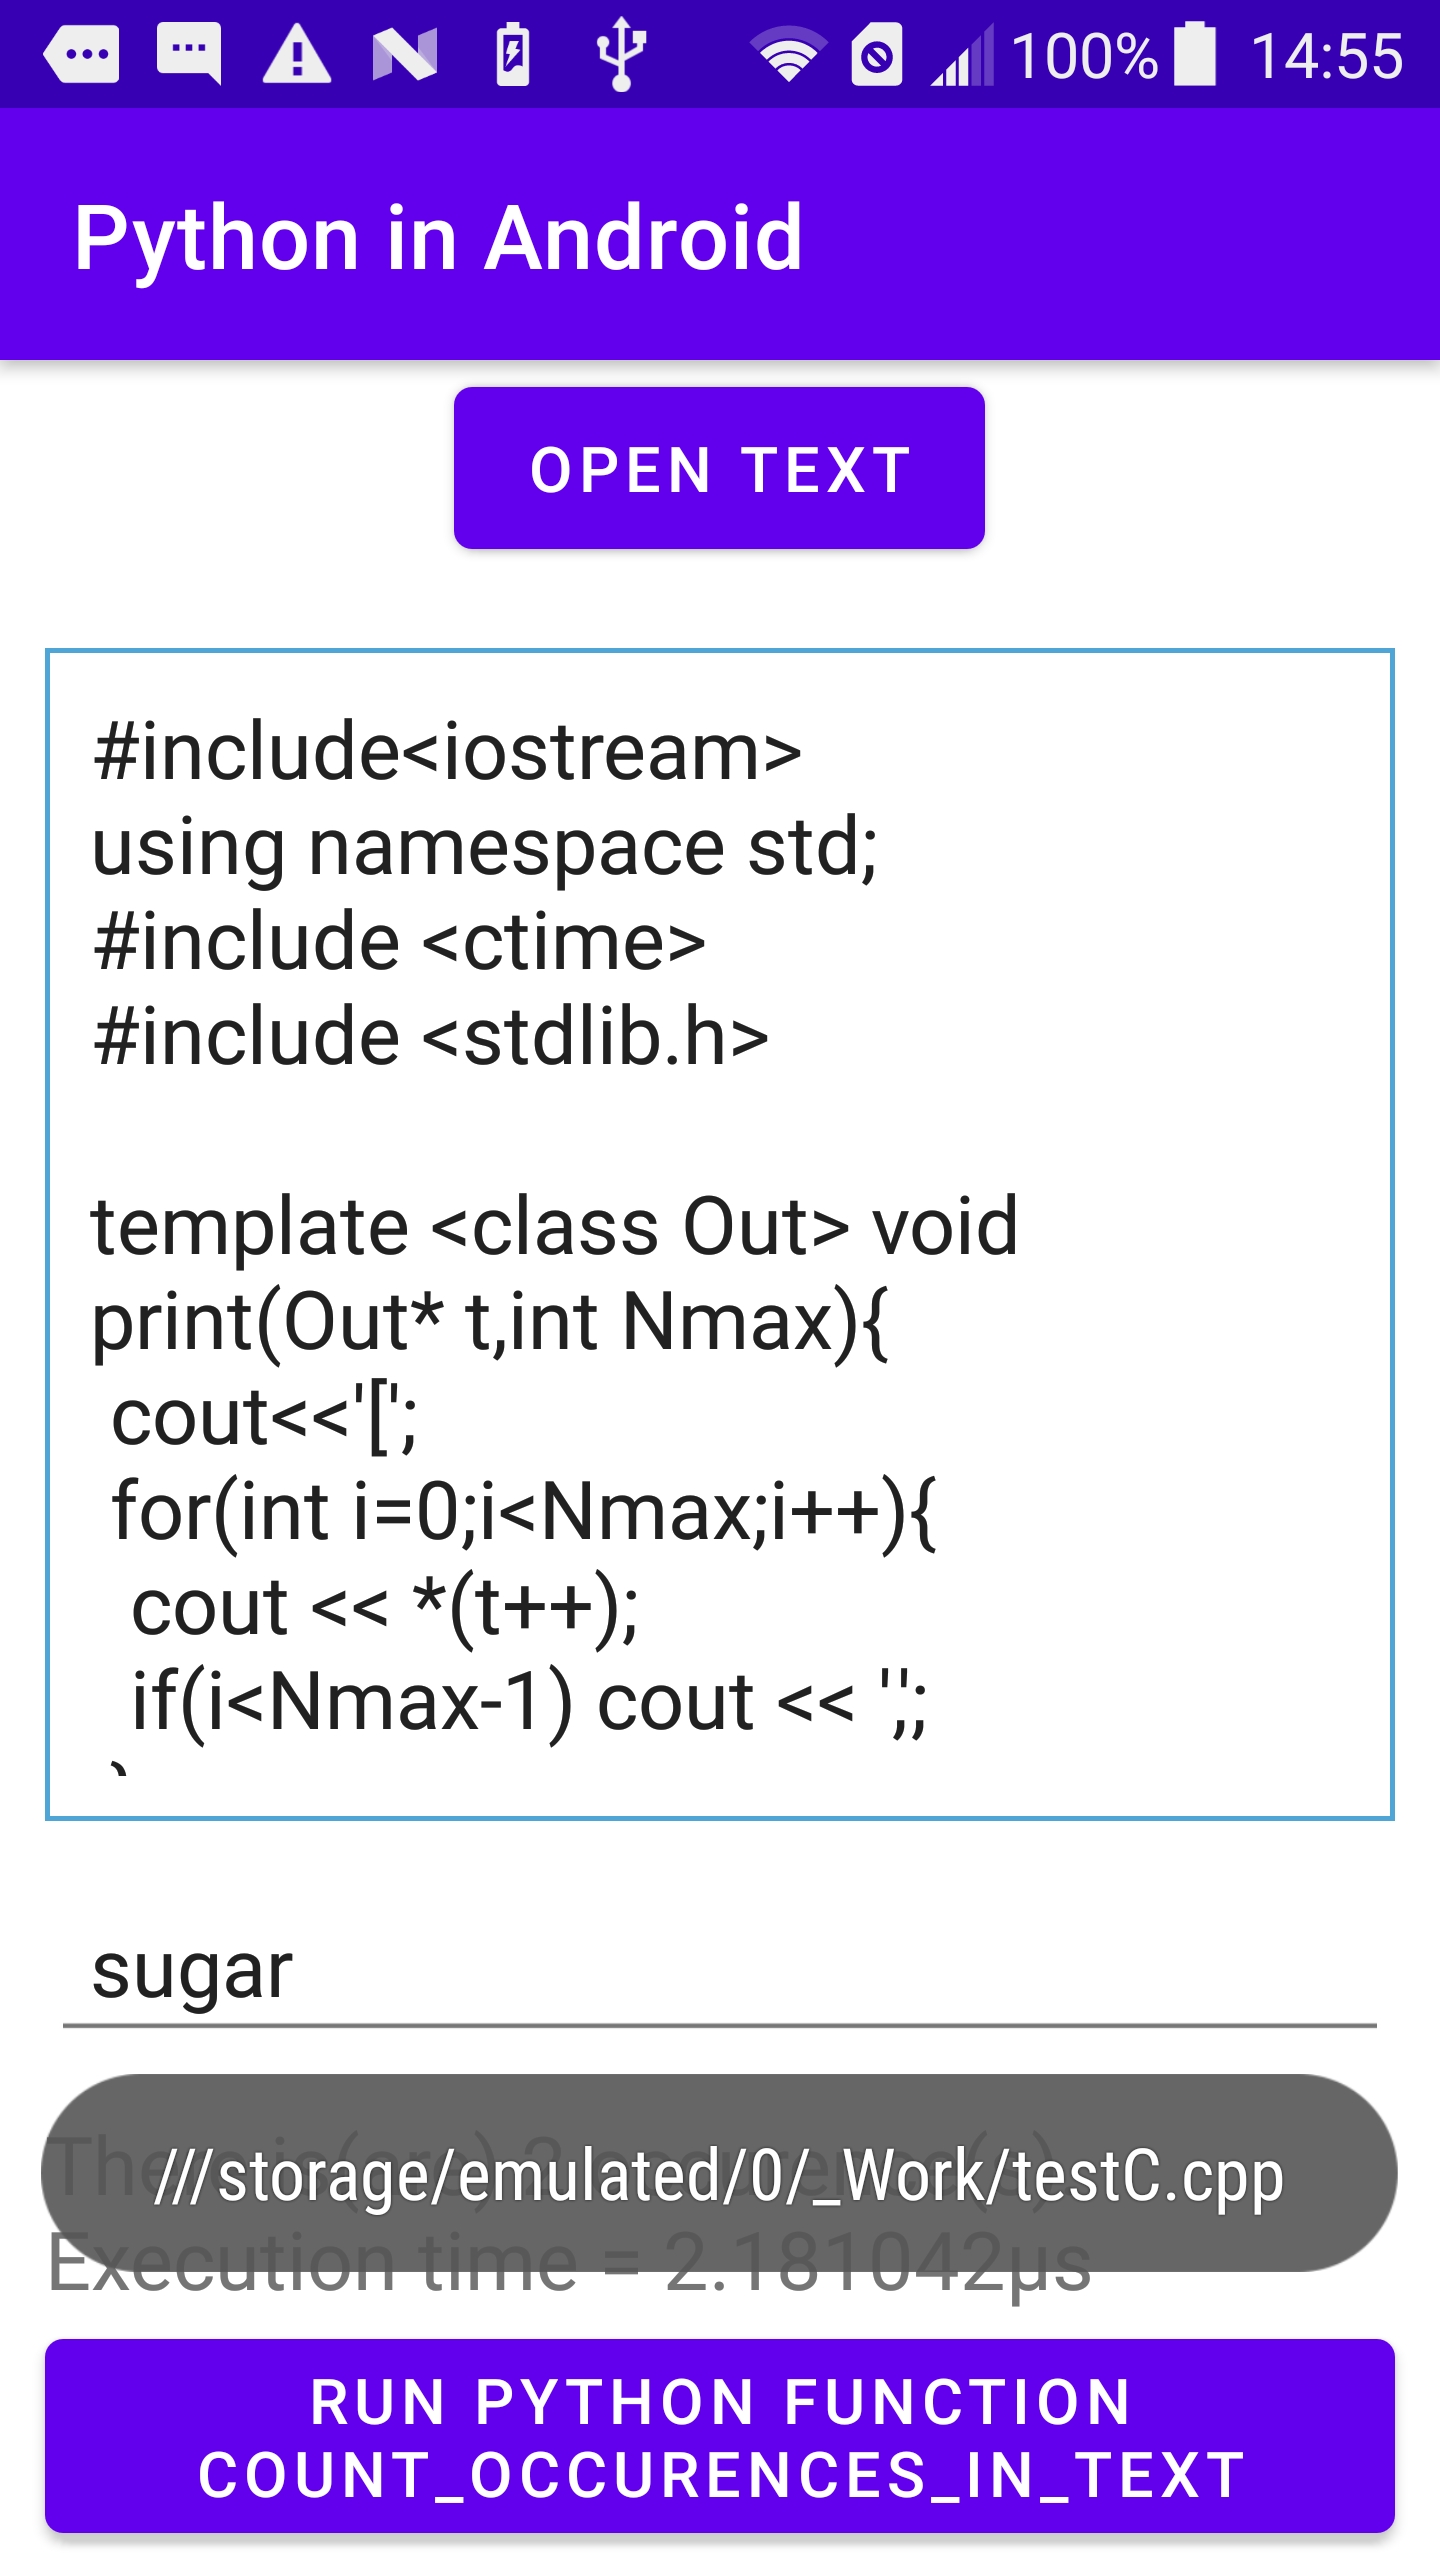 100% 14:55
Python in Android
OPEN TEXT
#include<iostream>
using namespace std;
#include <ctime>
#include <stdlib.h>
template <class Out> void
print(Out* t,int Nmax){
cout<<'[';
for(int i=0;i<Nmax;i++){
cout << *(t++);
if(i<Nmax-1) cout << ',';
sugar
///storage/emulated/0/_Work/testC.cpp
Execution time = 2.181042µs
RUN PYTHON FUNCTION
COUNT_OCCURENCES_IN_TEXT